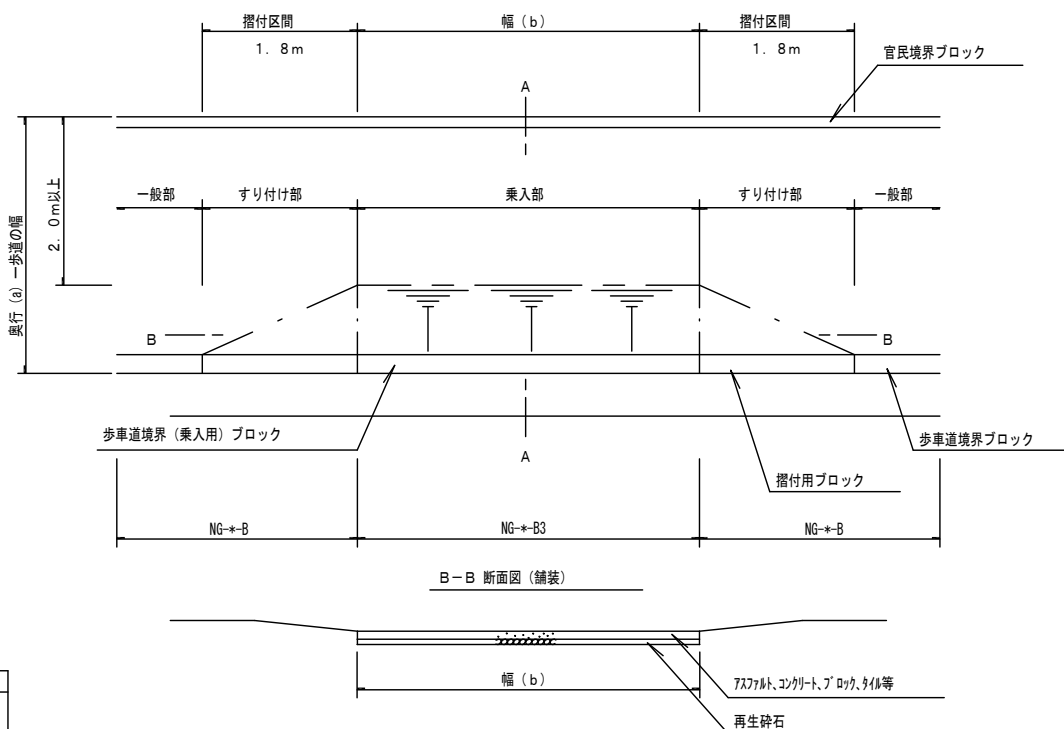 摺付区間
幅（b）
摺付区間
1．8m
1．8m
官民境界ブロック
A
一般部
すり付け部
乗入部
すり付け部
一般部
2．0m以上
奥行（a）ー歩道の幅
B
B
歩車道境界（乗入用）ブロック
歩車道境界ブロック
A
摺付用ブロック
NG-*-B
NG-*-B3
NG-*-B
B－B 断面図（舗装）
幅（b）
ｱｽﾌｧﾙﾄ､ｺﾝｸﾘｰﾄ､ﾌﾞﾛｯｸ､ﾀｲﾙ等
再生砕石